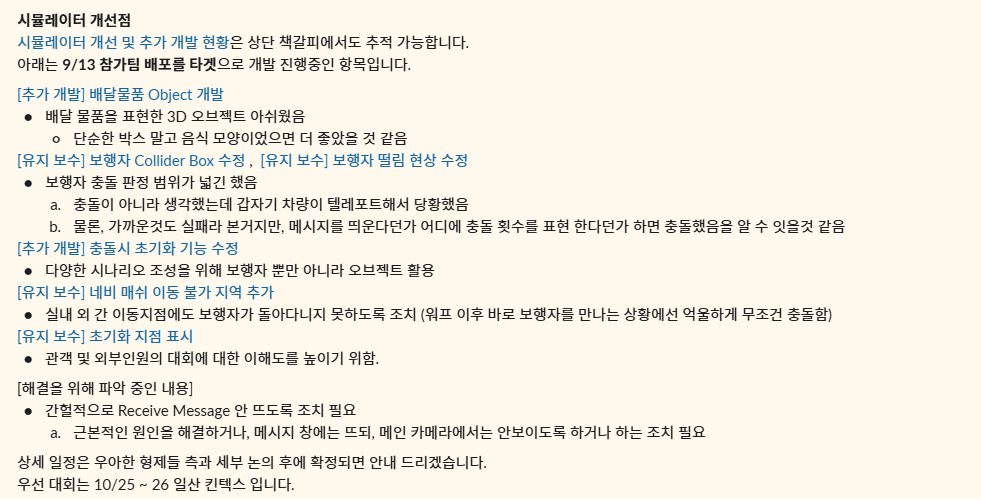 시뮬레이터 개선점
시뮬레이터 개선 및 추가 개발 현황은 상단 책갈피에서도 추적 가능합니다.
아래는 9/13 참가팀 배포를 타겟으로 개발 진행중인 항목입니다.
[추가 개발] 배달물품 Object 개발
● 배달 물품을 표현한 3D 오브젝트 아쉬웠음
○ 단순한 박스 말고 음식 모양이었으면 더 좋았을 것 같음
[유지 보수] 보행자 Collider Box 수정 , [유지 보수] 보행자 떨림 현상 수정
● 보행자 충돌 판정 범위가 넓긴 했음
a. 충돌이 아니라 생각했는데 갑자기 차량이 텔레포트해서 당황했음
b. 물론, 가까운것도 실패라 본거지만, 메시지를 띄운다던가 어디에 충돌 횟수를 표현 한다던가 하면 충돌했음을 알 수 잇을것 같음
[추가 개발] 충돌시 초기화 기능 수정
● 다양한 시나리오 조성을 위해 보행자 뿐만 아니라 오브젝트 활용
[유지 보수] 네비 매쉬 이동 불가 지역 추가
● 실내 외 간 이동지점에도 보행자가 돌아다니지 못하도록 조치 (워프 이후 바로 보행자를 만나는 상황에선 억울하게 무조건 충돌함)
[유지 보수] 초기화 지점 표시
● 관객 및 외부인원의 대회에 대한 이해도를 높이기 위함.
[해결을 위해 파악 중인 내용]
● 간헐적으로 Receive Message 안 뜨도록 조치 필요
a. 근본적인 원인을 해결하거나, 메시지 창에는 뜨되, 메인 카메라에서는 안보이도록 하거나 하는 조치 필요
상세 일정은 우아한 형제들 측과 세부 논의 후에 확정되면 안내 드리겠습니다.
우선 대회는 10/25 ~ 26 일산 킨텍스 입니다.